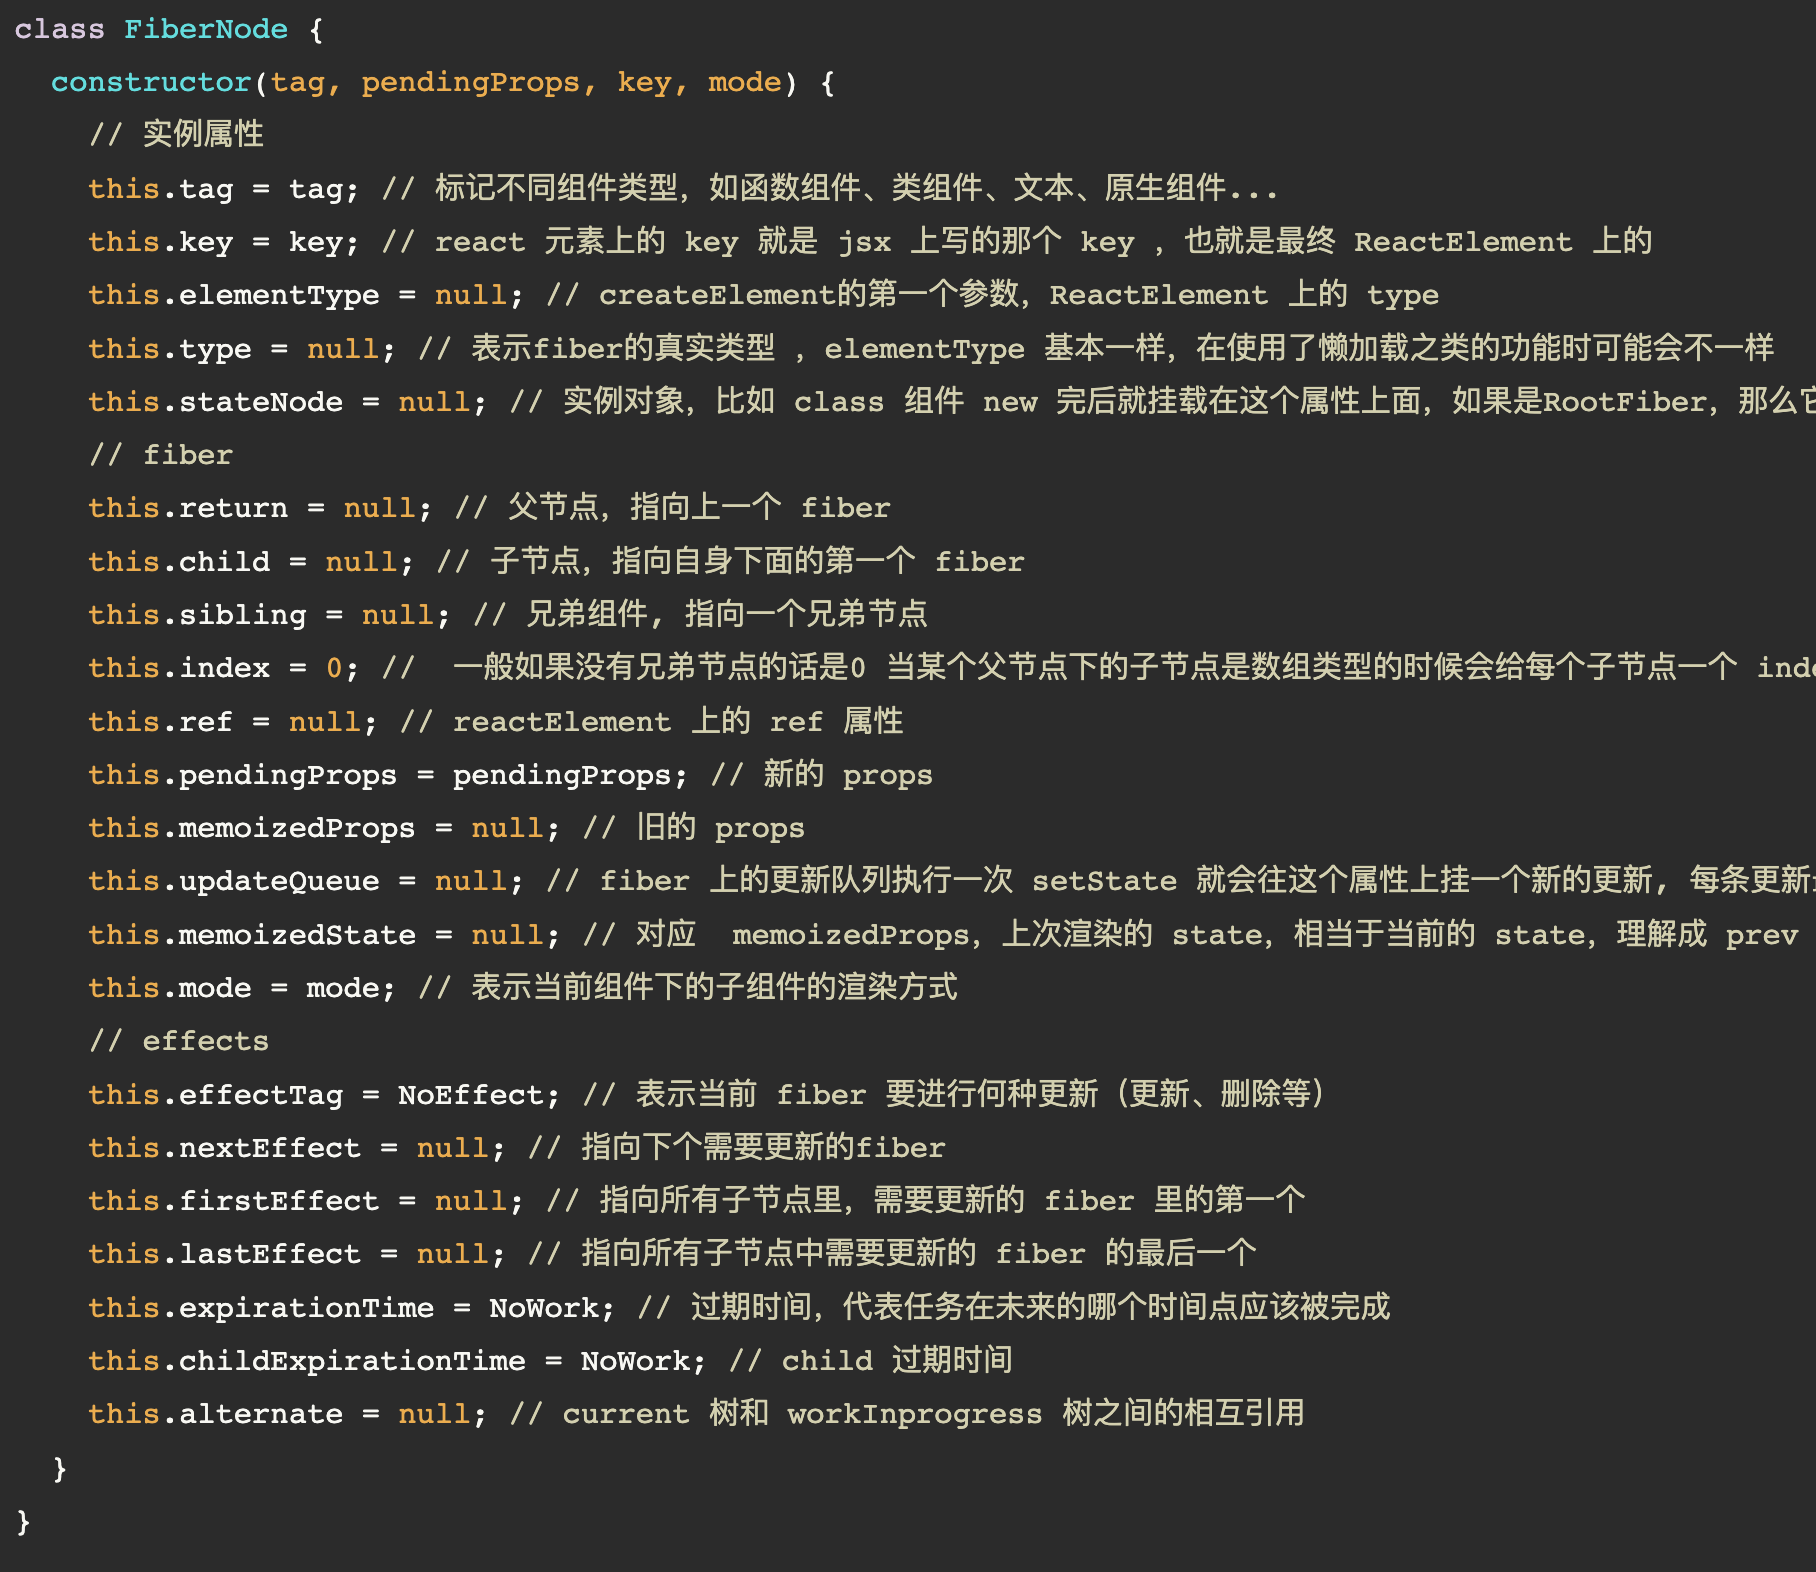 class FiberNode {
constructor(tag, pendingProps, key, mode) {
// 实例属性
this.tag = tag; // 标记不同组件类型，如函数组件、类组件、文本、原生组件...
this.key = key; // react 元素上的 key 就是 jsx 上写的那个 key ，也就是最终 ReactElement 上的
this.elementType = null; // createElement的第一个参数，ReactElement 上的 type
this.type = null; // 表示fiber的真实类型 ，elementType 基本一样，在使用了懒加载之类的功能时可能会不一样
this.stateNode = null; // 实例对象，比如 class 组件 new 完后就挂载在这个属性上面，如果是RootFiber，那么它
// fiber
this.return = null; // 父节点，指向上一个 fiber
this.child = null; // 子节点，指向自身下面的第一个 fiber
this.sibling = null; // 兄弟组件, 指向一个兄弟节点
this.index = 0; //  一般如果没有兄弟节点的话是0 当某个父节点下的子节点是数组类型的时候会给每个子节点一个
this.ref = null; // reactElement 上的 ref 属性
this.pendingProps = pendingProps; // 新的 props
this.memoizedProps = null; // 旧的 props
this.updateQueue = null; // fiber 上的更新队列执行一次 setState 就会往这个属性上挂一个新的更新, 每条更新
this.memoizedState = null; // 对应  memoizedProps，上次渲染的 state，相当于当前的 state，理解成 prev
this.mode = mode; // 表示当前组件下的子组件的渲染方式
// effects
this.effectTag = NoEffect; // 表示当前 fiber 要进行何种更新（更新、删除等）
this.nextEffect = null; // 指向下个需要更新的fiber
this.firstEffect = null; // 指向所有子节点里，需要更新的 fiber 里的第一个
this.lastEffect = null; // 指向所有子节点中需要更新的 fiber 的最后一个
this.expirationTime = NoWork; // 过期时间，代表任务在未来的哪个时间点应该被完成
this.childExpirationTime = NoWork; // child 过期时间
this.alternate = null; // current 树和 workInprogress 树之间的相互引用
}
}